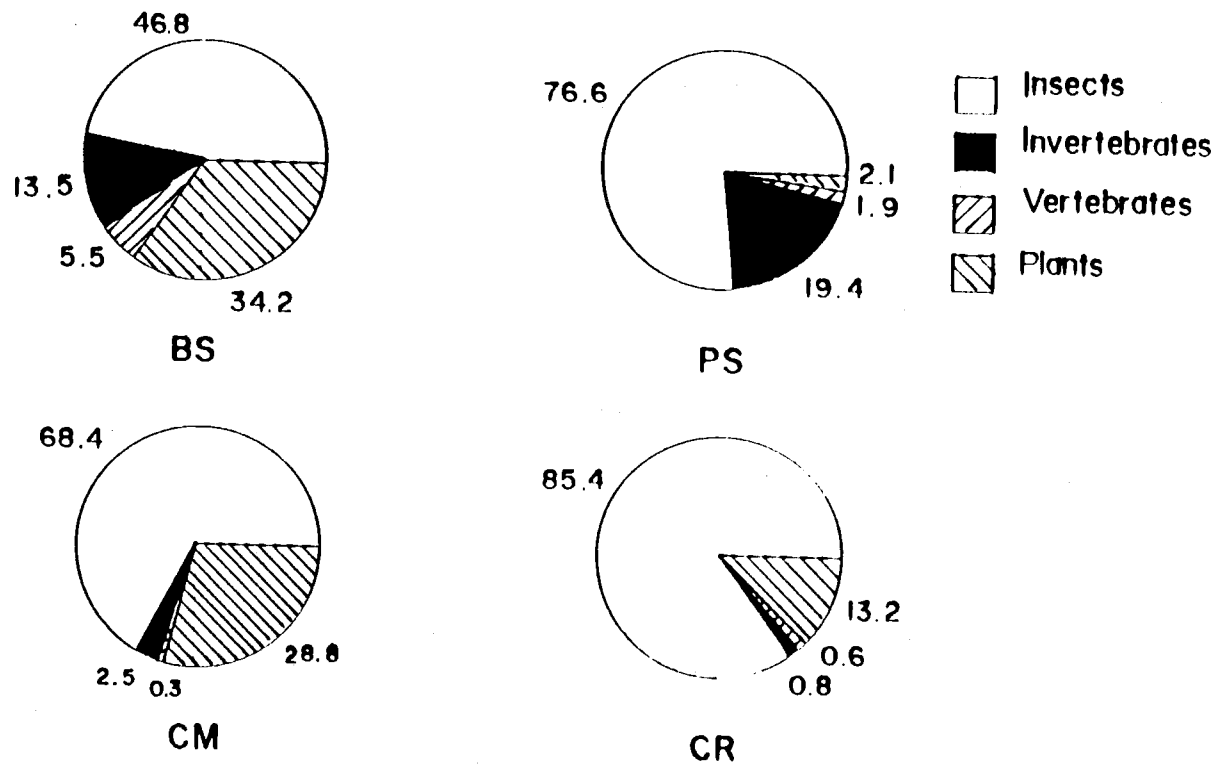 46.8
13.5
5.5
34.2
BS
76.6
2.1
1.9
19.4
PS
Insects
Invertebrates
Vertebrates
Plants
68.4
2.5
0.3
28.8
CM
85.4
13.2
0.6
0.8
CR